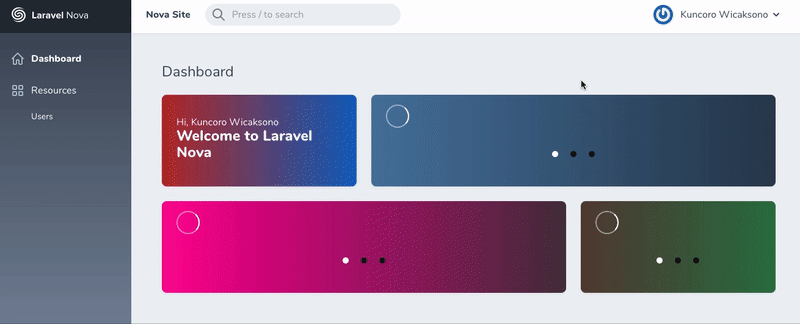 Laravel Nova
Nova Site
Press / to search
Kuncoro Wicaksono
Dashboard
Resources
Users
Dashboard
Hi, Kuncoro Wicaksono
Welcome to Laravel
Nova